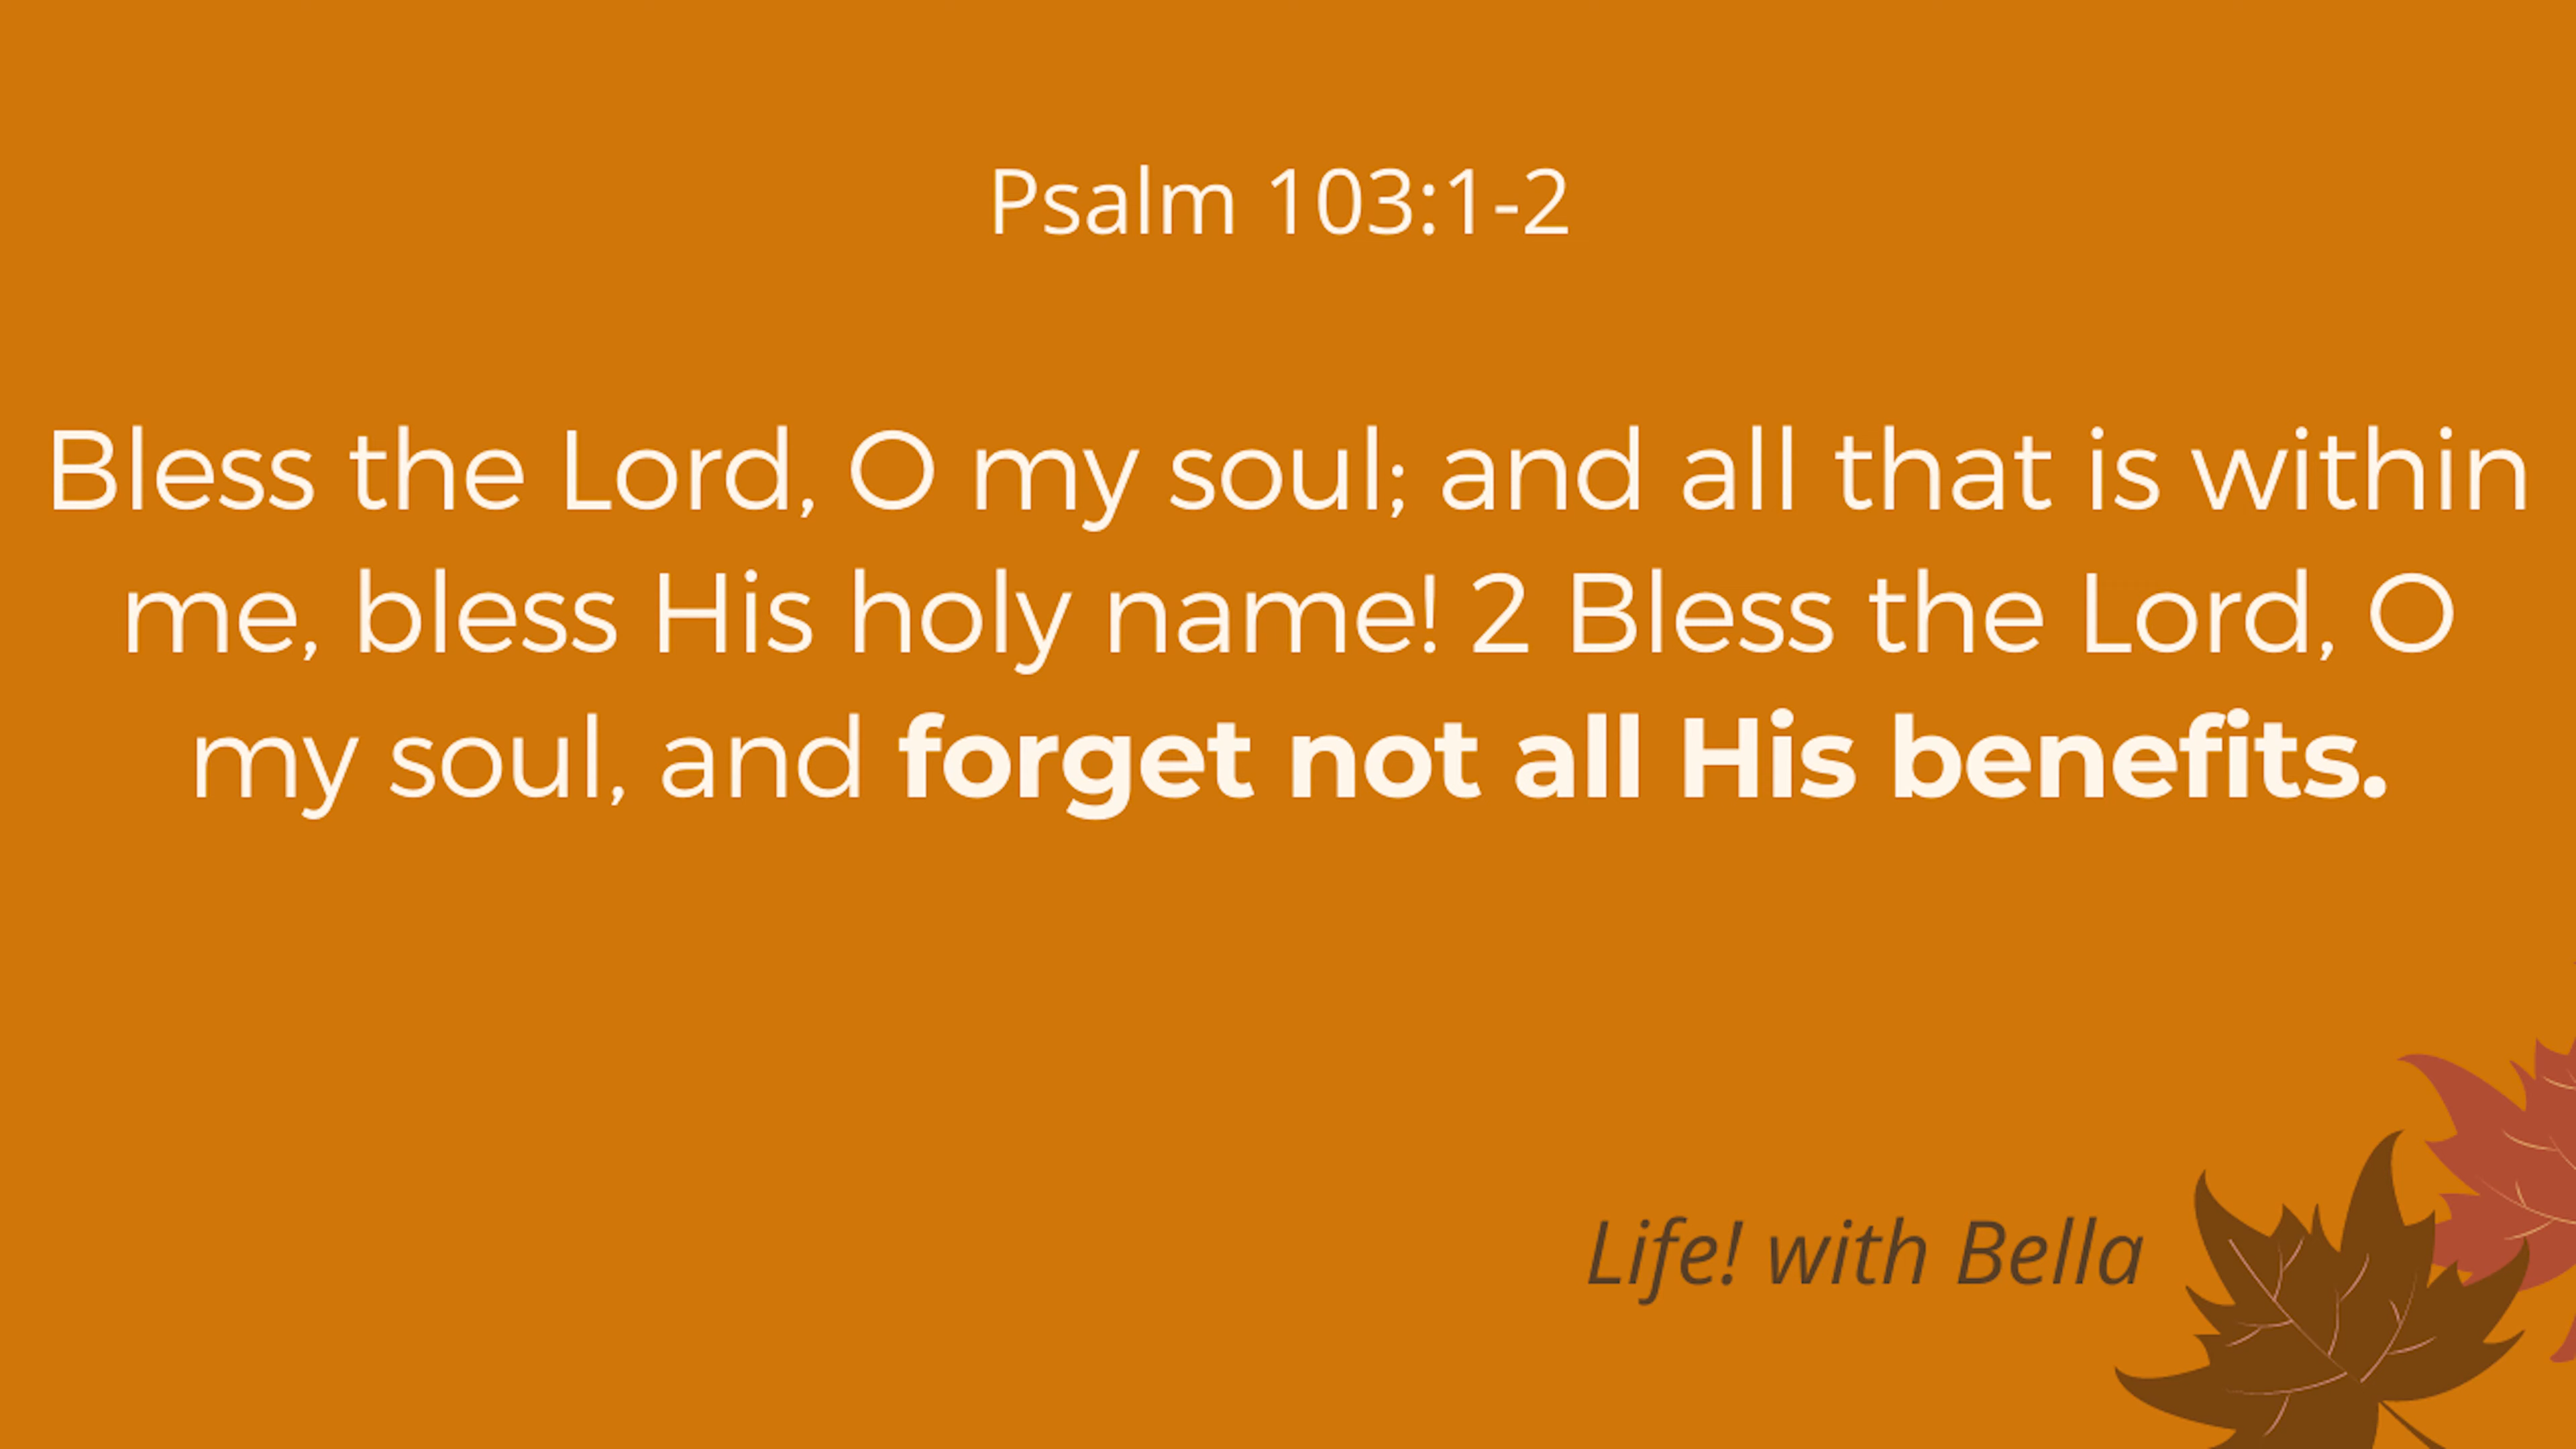 Psalm 103:1-2
Bless the Lord, O my soul; and all that is within
me, bless His holy name! 2 Bless the Lord, O
my soul, and forget not all His benefits.
Life! with Bella